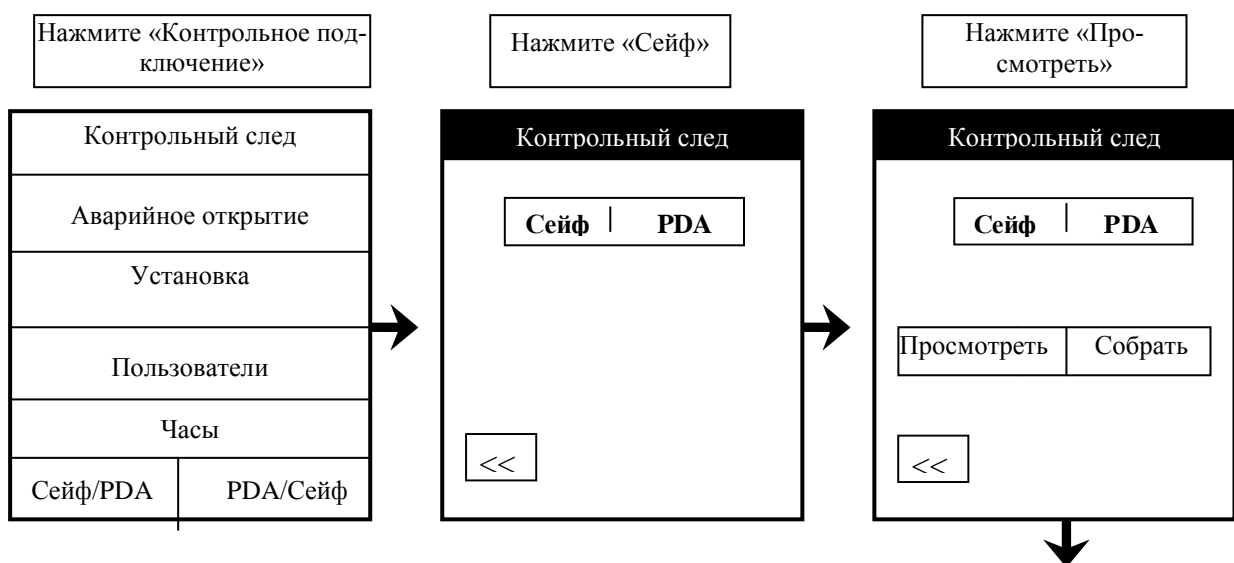 Нажмите «Контрольное под-
ключение»
Нажмите «Сейф»
Нажмите «Про-
смотреть»
Контрольный след
Аварийное открытие
Установка
Пользователи
Часы
Сейф/PDA PDA/Сейф
Контрольный след
Сейф PDA
<<
Контрольный след
Сейф PDA
Просмотреть Собрать
<<